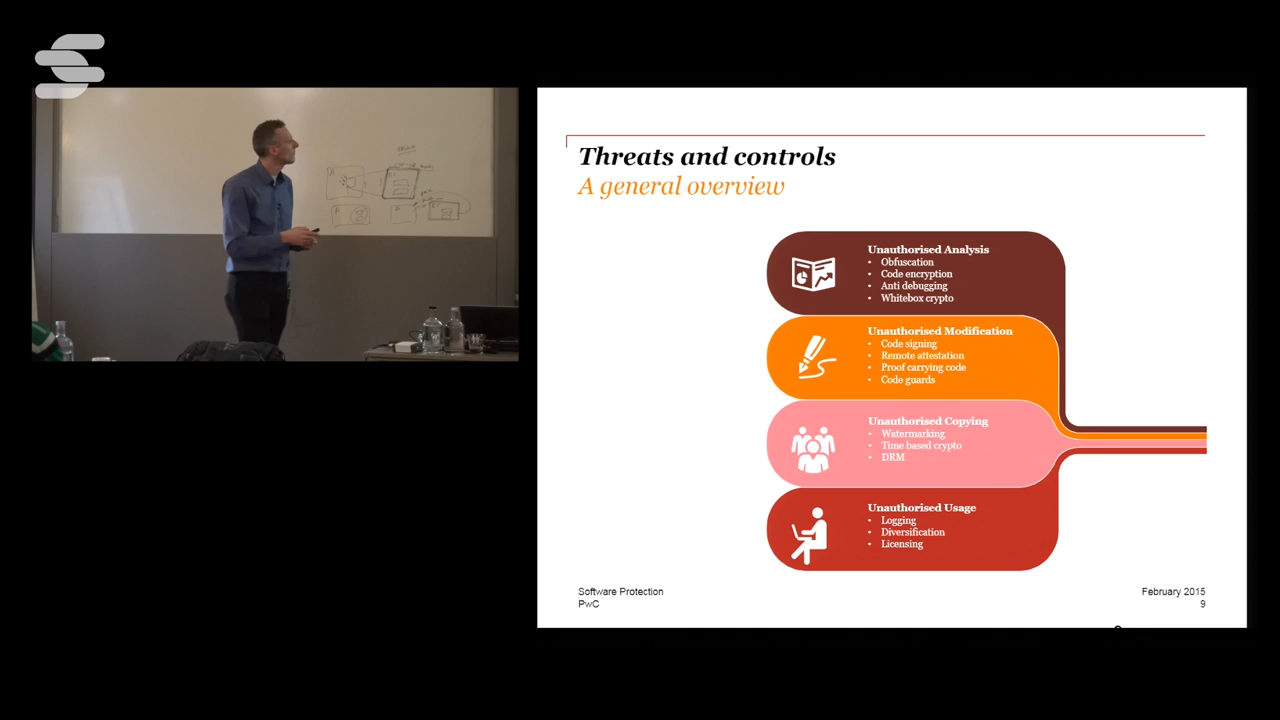 Threats and controls
A general overview
Unauthorised Analysis
• Obfuscation
• Code encryption
• Anti debugging
• Whitebox crypto
Unauthorised Modification
• Code signing
• Remote attestation
• Proof carrying code
• Code guards
Unauthorised Copying
• Watermarking
• Time based crypto
• DRM
Unauthorised Usage
• Logging
• Diversification
• Licensing
Software Protection
PwC
February 2015
9